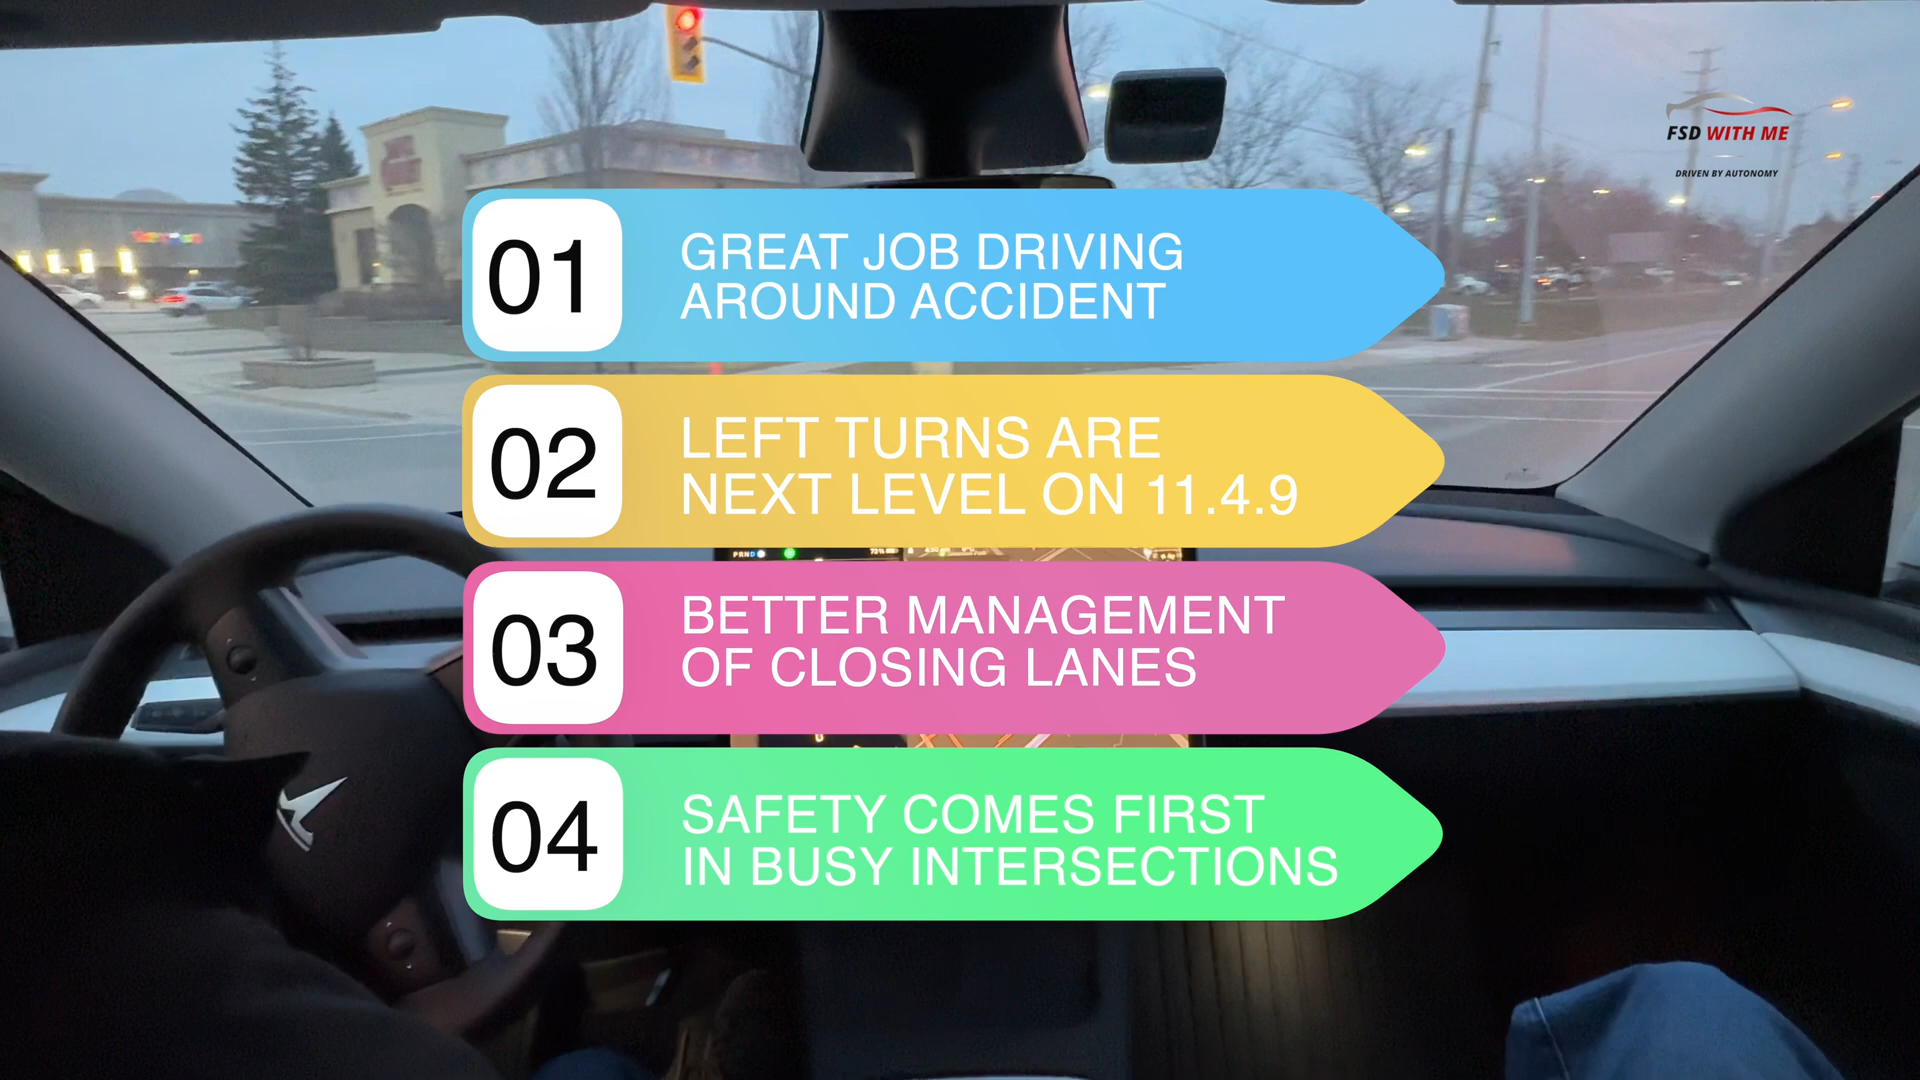 FSD WITH ME
DRIVEN BY AUTONOMY
01
GREAT JOB DRIVING
AROUND ACCIDENT
02
LEFT TURNS ARE
NEXT LEVEL ON 11.4.9
PRND
03
BETTER MANAGEMENT
OF CLOSING LANES
04
SAFETY COMES FIRST
IN BUSY INTERSECTIONS